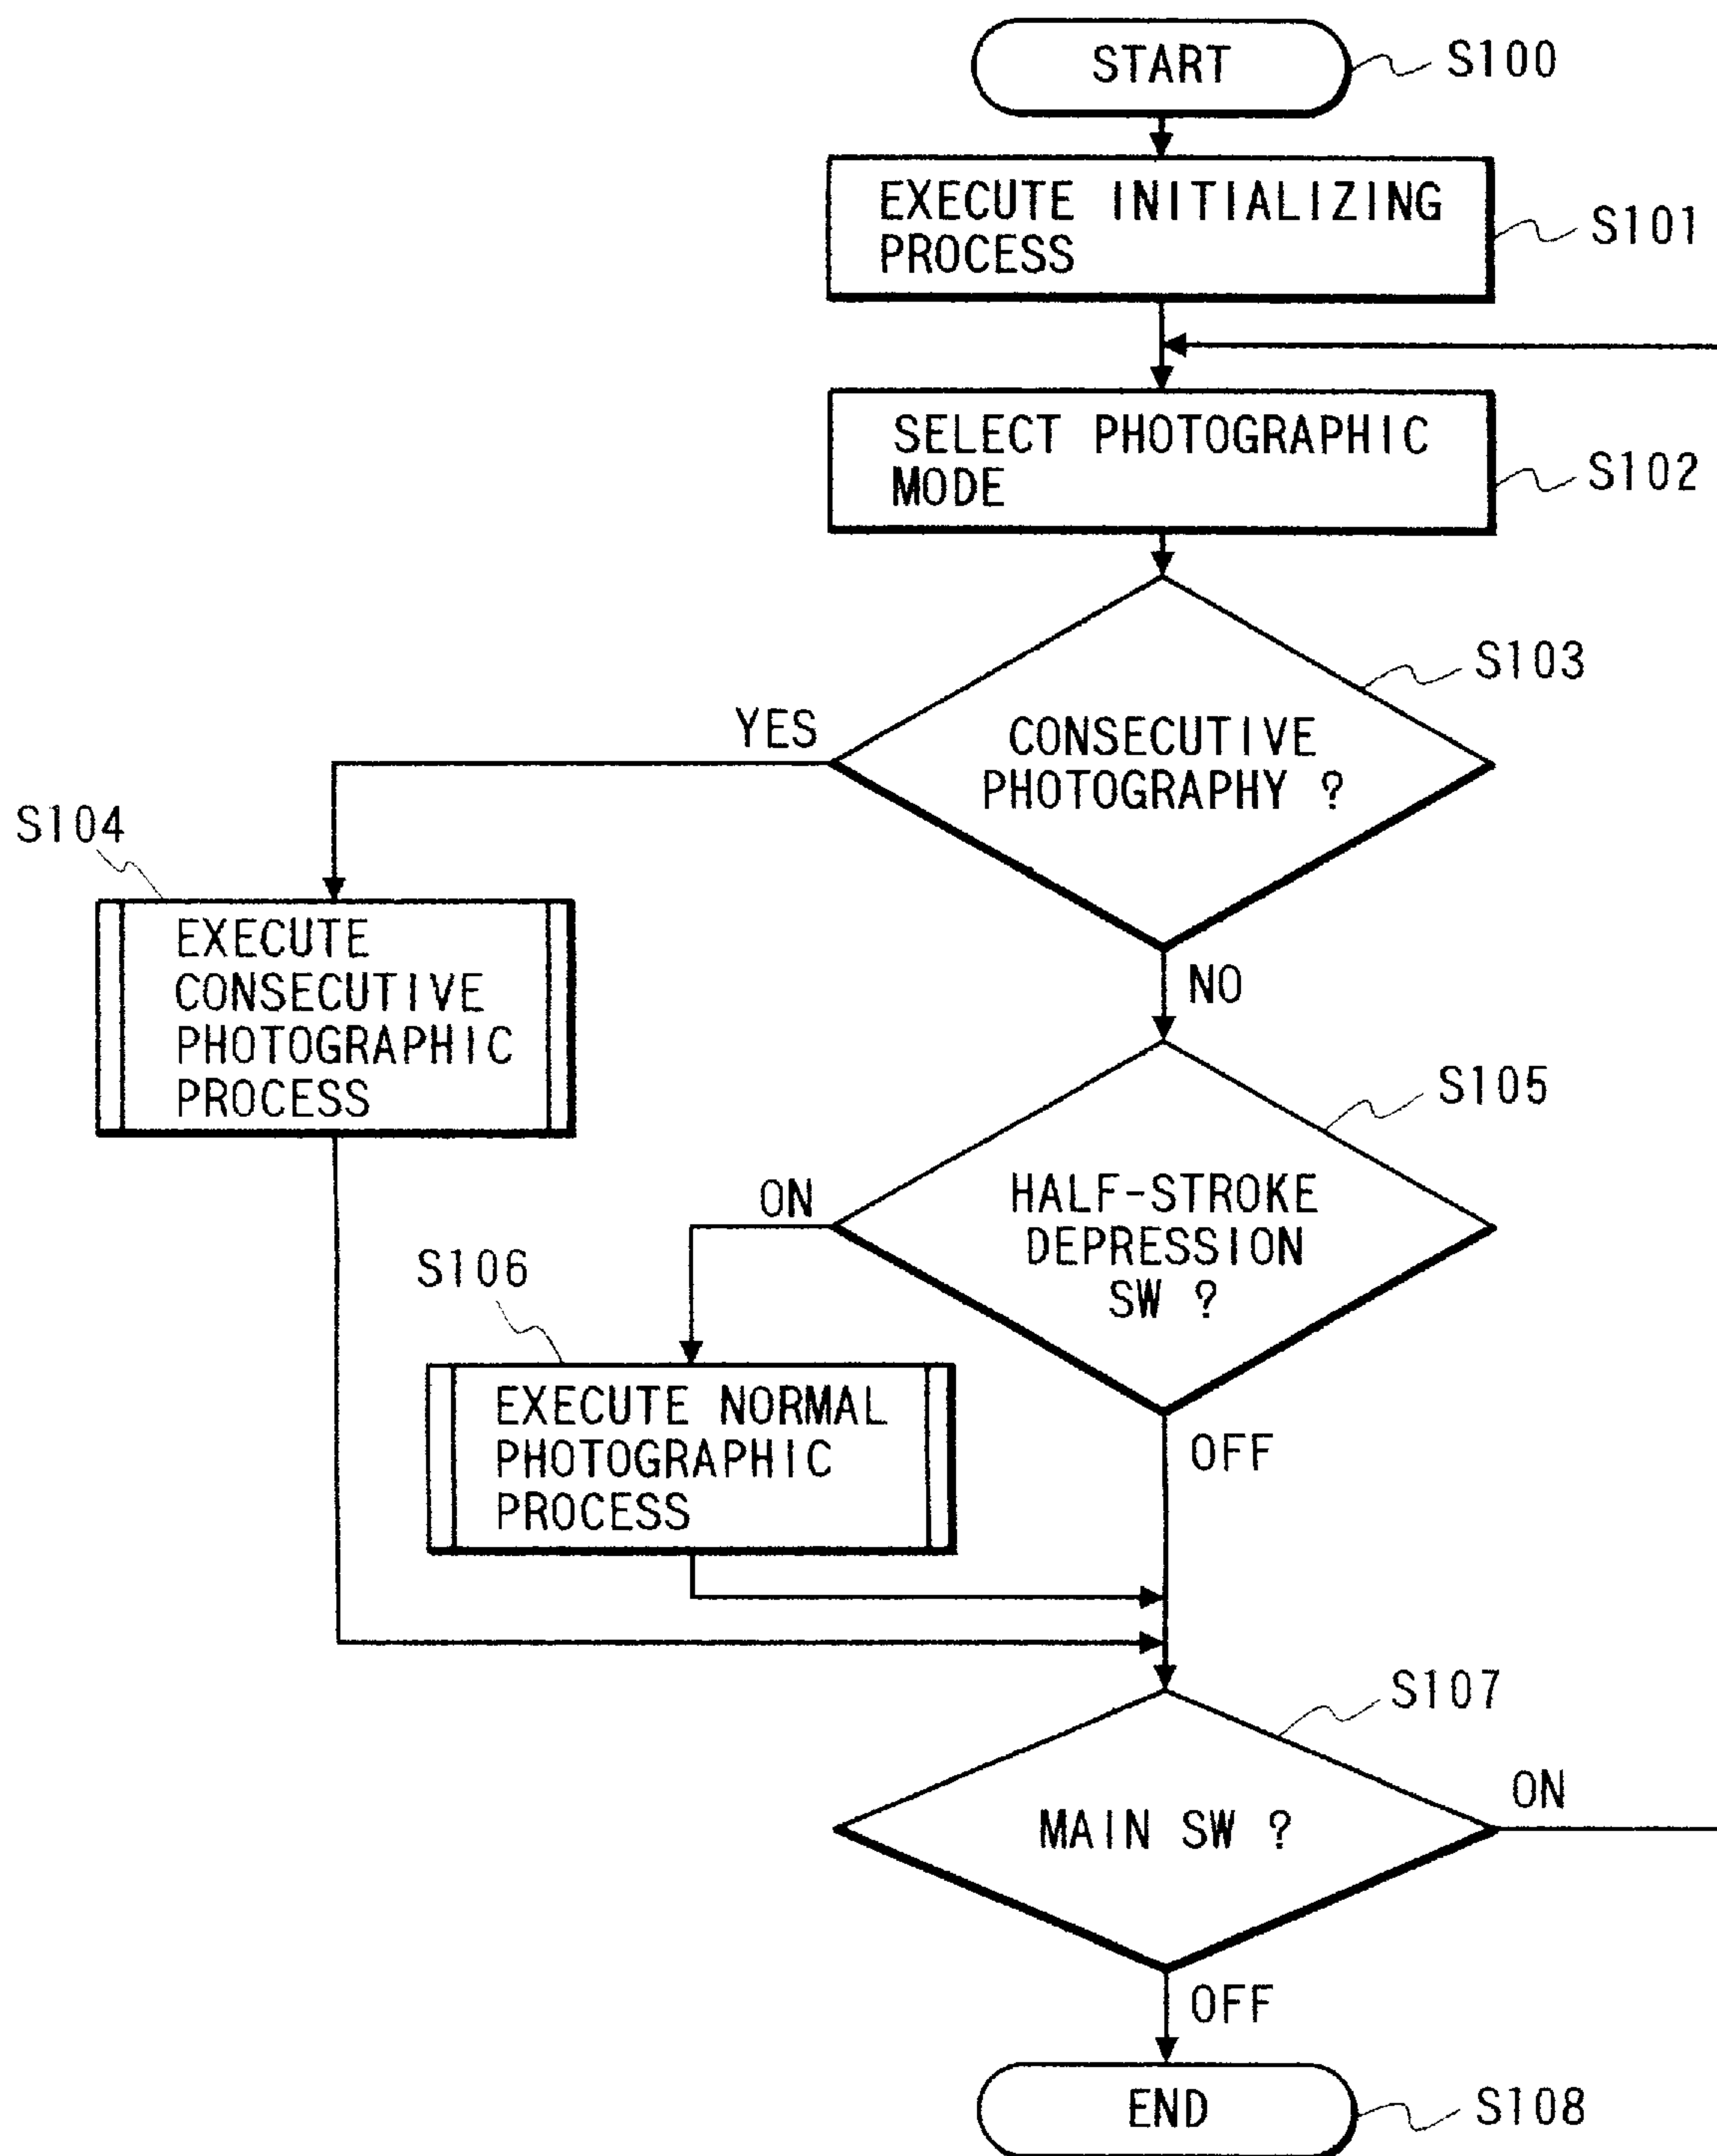 START
S100
EXECUTE INITIALIZING
PROCESS
S101
SELECT PHOTOGRAPHIC
MODE
S102
S103
CONSECUTIVE
PHOTOGRAPHY ?
YES
NO
S104
EXECUTE
CONSECUTIVE
PHOTOGRAPHIC
PROCESS
S105
HALF-STROKE
DEPRESSION
SW ?
ON
OFF
S106
EXECUTE NORMAL
PHOTOGRAPHIC
PROCESS
S107
MAIN SW ?
ON
OFF
END
S108